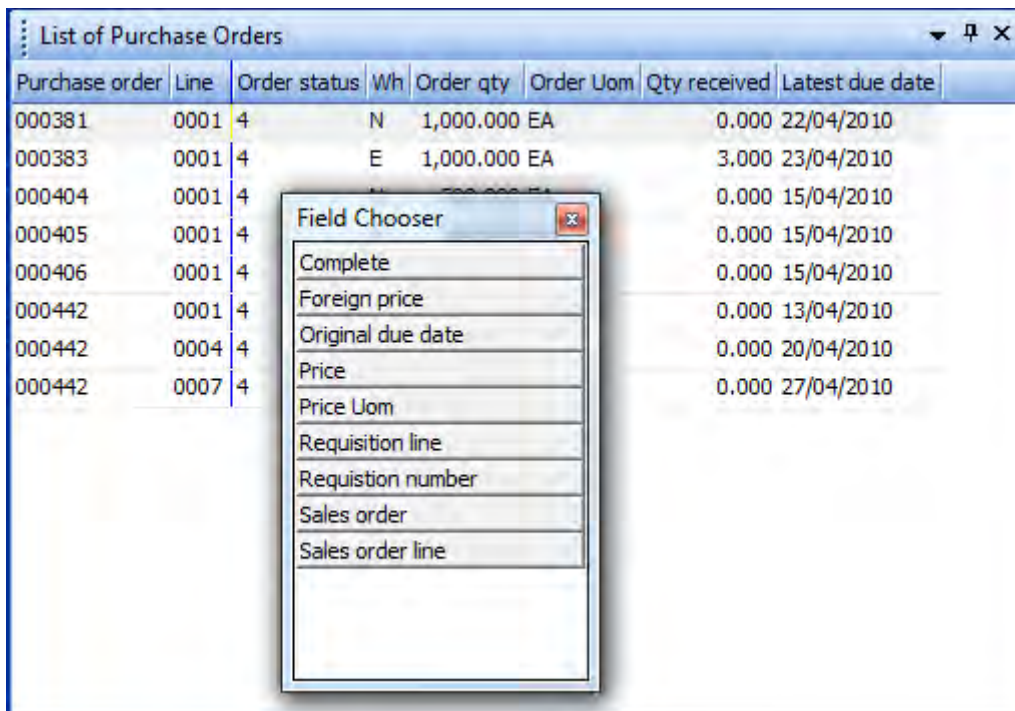 List of Purchase Orders
Purchase order Line Order status Wh Order qty Order Uom Qty received Latest due date
000381 0001 4 N 1,000.000 EA 0.000 22/04/2010
000383 0001 4 E 1,000.000 EA 3.000 23/04/2010
000404 0001 4 0.000 15/04/2010
000405 0001 4 0.000 15/04/2010
000406 0001 4 0.000 15/04/2010
000442 0001 4 0.000 13/04/2010
000442 0004 4 0.000 20/04/2010
000442 0007 4 0.000 27/04/2010
Field Chooser
Complete
Foreign price
Original due date
Price
Price Uom
Requisition line
Requistion number
Sales order
Sales order line